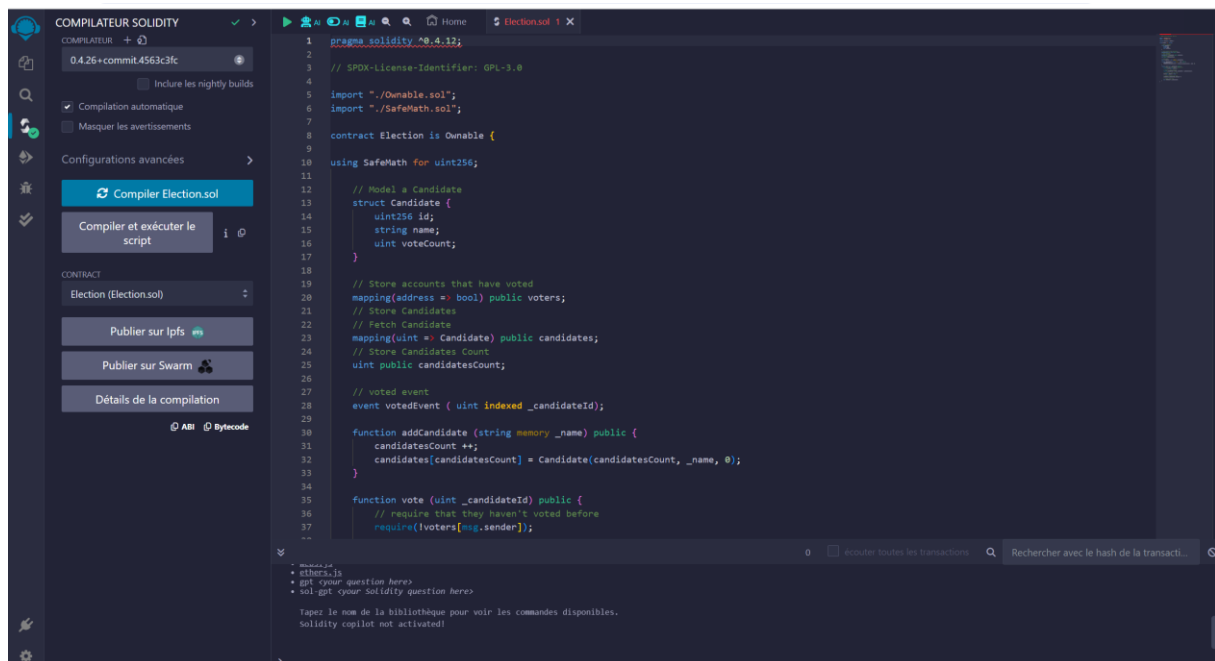 COMPILATEUR SOLIDITY
COMPILATEUR
0.4.26+commit.4563c3fc
Inclure les nightly builds
Compilation automatique
Masquer les avertissements
Configurations avancées
Compiler Election.sol
Compiler et exécuter le
script
CONTRACT
Election (Election.sol)
Publier sur Ipfs
Publier sur Swarm
Détails de la compilation
ABI Bytecode
AI AI AI Home Election.sol 1
1 pragma solidity ^0.4.12;
2
3 // SPDX-License-Identifier: GPL-3.0
4
5 import "./Ownable.sol";
6 import "./SafeMath.sol";
7
8 contract Election is Ownable {
9
10 using SafeMath for uint256;
11
12 // Model a Candidate
13 struct Candidate {
14 uint256 id;
15 string name;
16 uint voteCount;
17 }
18
19 // Store accounts that have voted
20 mapping(address => bool) public voters;
21 // Store Candidates
22 // Fetch Candidate
23 mapping(uint => Candidate) public candidates;
24 // Store Candidates Count
25 uint public candidatesCount;
26
27 // voted event
28 event votedEvent ( uint indexed _candidateId);
29
30 function addCandidate (string memory _name) public {
31 candidatesCount ++;
32 candidates[candidatesCount] = Candidate(candidatesCount, _name, 0);
33 }
34
35 function vote (uint _candidateId) public {
36 // require that they haven't voted before
37 require(!voters[msg.sender]);
0 écouter toutes les transactions Rechercher avec le hash de la transacti...
• ethers.js
• gpt <your question here>
• sol-gpt <your Solidity question here>
Tapez le nom de la bibliothèque pour voir les commandes disponibles.
Solidity copilot not activated!
>